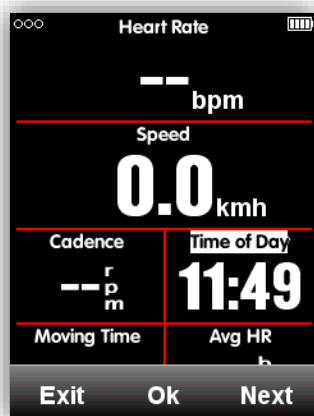 Heart Rate
-- bpm
Speed
0.0 kmh
Cadence
Time of Day
-- rpm
11:49
Moving Time
Avg HR
Exit Ok Next